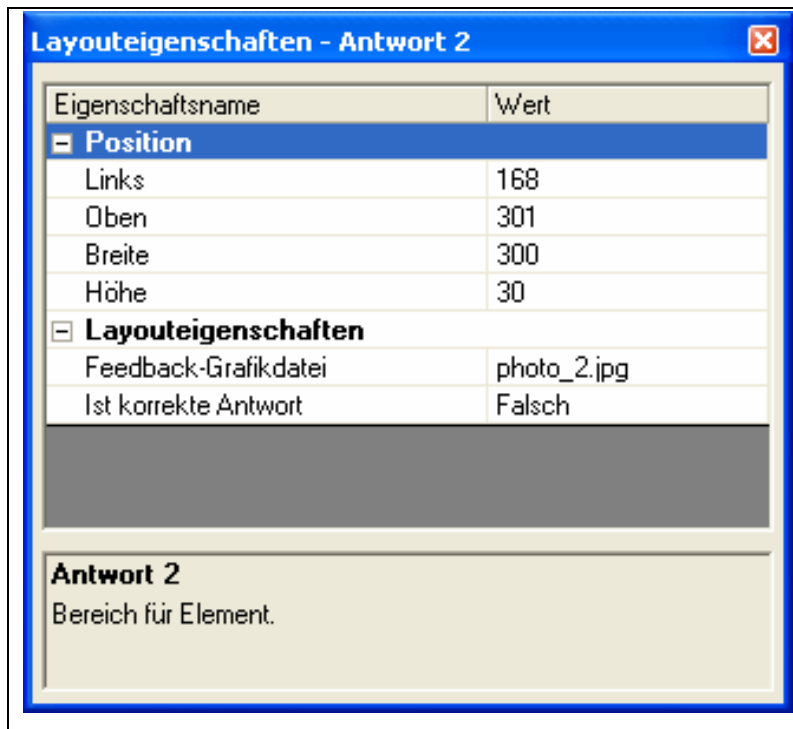 Layouteigenschaften - Antwort 2
Eigenschaftsname Wert
Position
Links 168
Oben 301
Breite 300
Höhe 30
Layouteigenschaften
Feedback-Grafikdatei photo_2.jpg
Ist korrekte Antwort Falsch
Antwort 2
Bereich für Element.